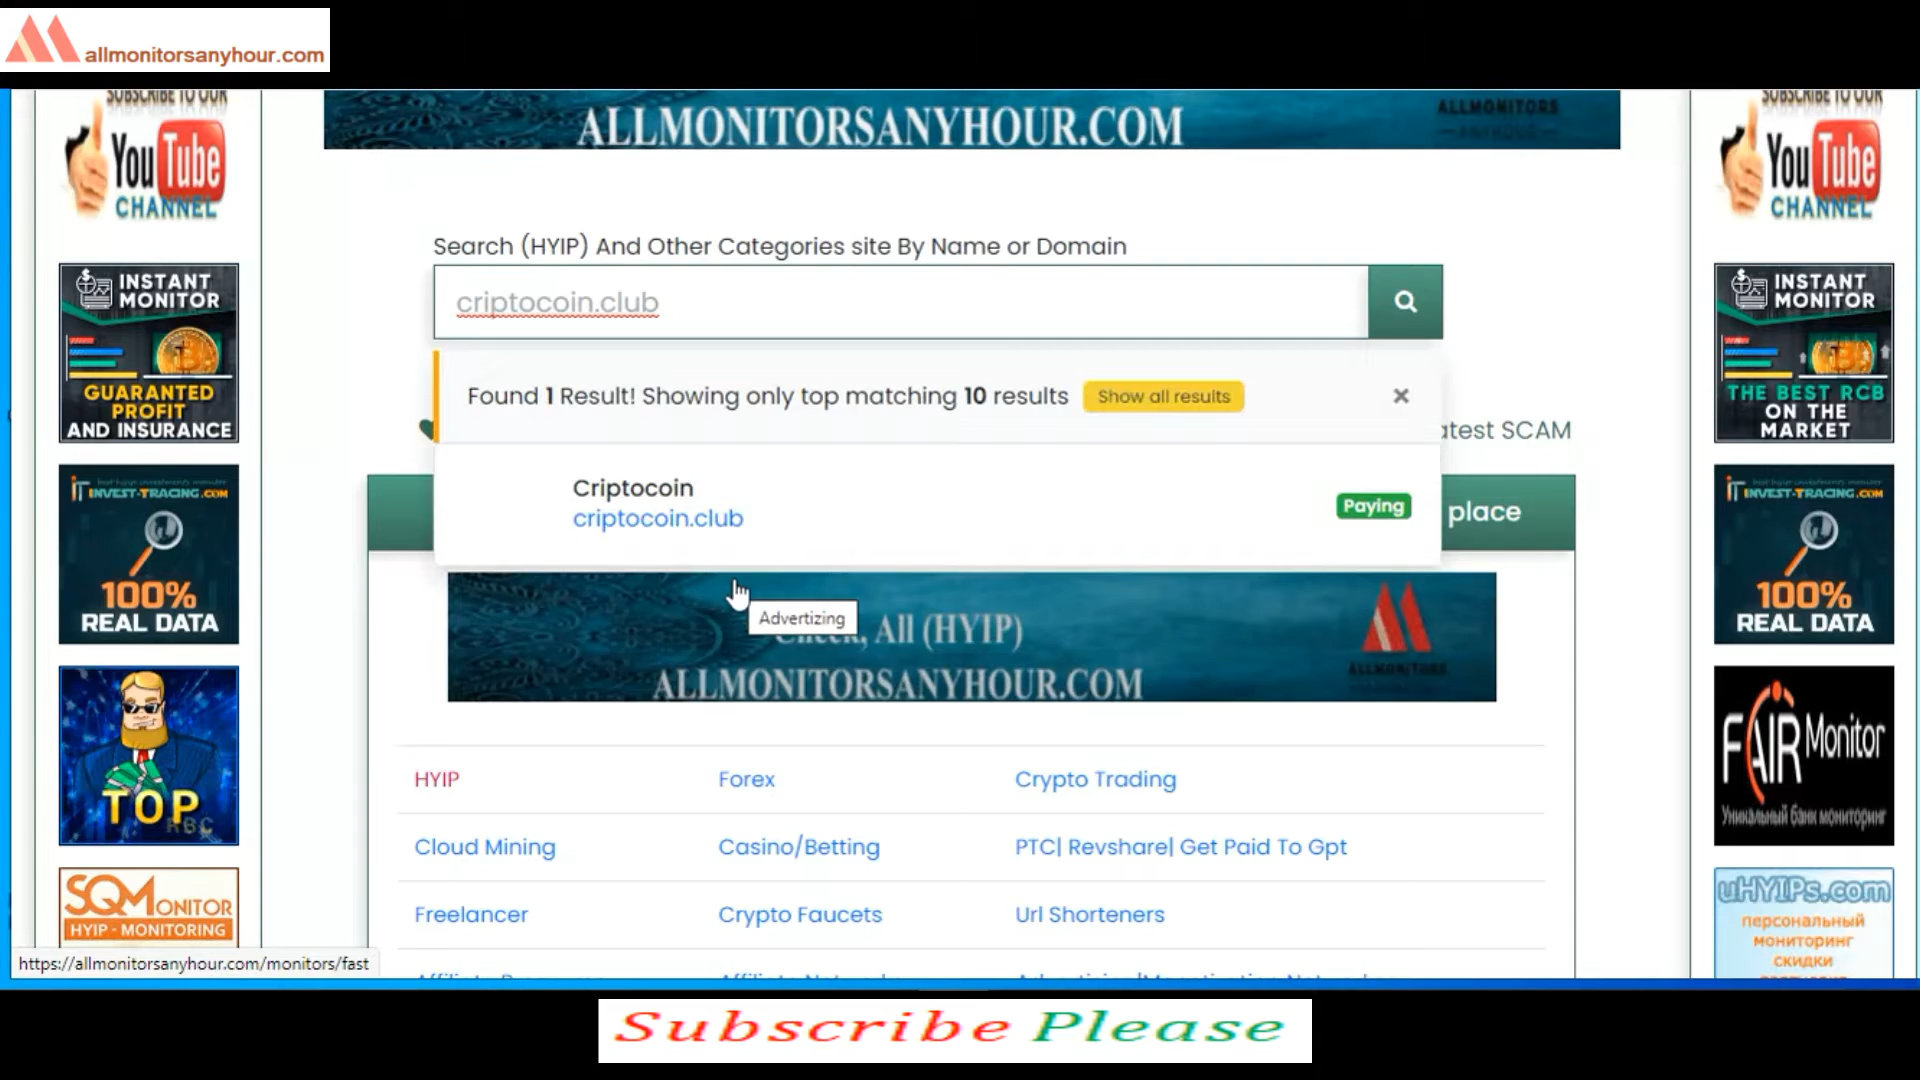 allmonitorsanyhour.com
SUBSCRIBE TO OUR
YouTube
CHANNEL
INSTANT
MONITOR
GUARANTED
PROFIT
AND INSURANCE
INVEST-TRACING.COM
100%
REAL DATA
TOP
RBC
SQMONITOR
HYIP - MONITORING
https://allmonitorsanyhour.com/monitors/fast
ALLMONITORSANYHOUR.COM
ALLMONITORS
ANYHOUR
Search (HYIP) And Other Categories site By Name or Domain
criptocoin.club
Found 1 Result! Showing only top matching 10 results
Show all results
×
atest SCAM
Criptocoin
criptocoin.club
Paying
place
Advertizing
All (HYIP)
ALLMONITORSANYHOUR.COM
ALLMONITORS
HYIP Forex Crypto Trading
Cloud Mining Casino/Betting PTC| Revshare| Get Paid To Gpt
Freelancer Crypto Faucets Url Shorteners
SUBSCRIBE TO OUR
YouTube
CHANNEL
INSTANT
MONITOR
THE BEST RCB
ON THE
MARKET
INVEST-TRACING.COM
100%
REAL DATA
FAIR Monitor
Уникальный банк мониторинг
uHYIPs.com
персональный
мониторинг
скидки
Subscribe Please